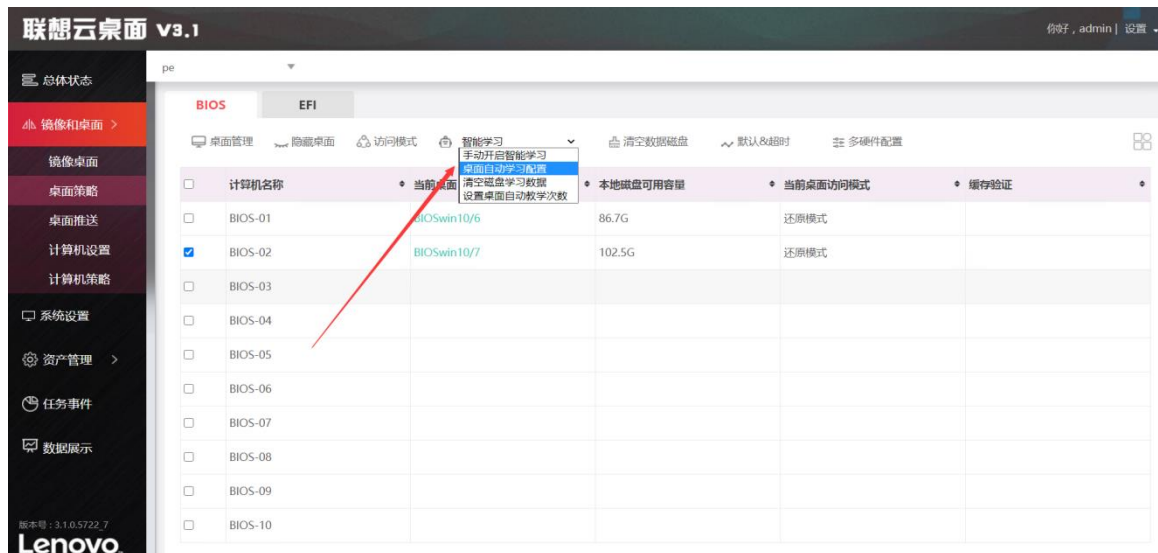 联想云桌面 V3.1
你好，admin | 设置
总体状态
镜像和桌面
镜像桌面
桌面策略
桌面推送
计算机设置
计算机策略
系统设置
资产管理
任务事件
数据展示
版本号：3.1.0.5722_7
Lenovo
pe
BIOS EFI
桌面管理 隐藏桌面 访问模式 智能学习 清空数据磁盘 默认&超时 多硬件配置
手动开启智能学习
桌面自动学习配置
清空磁盘学习数据
设置桌面自动教学次数
计算机名称 当前桌面 本地磁盘可用容量 当前桌面访问模式 缓存验证
BIOS-01 BIOSwin10/6 86.7G 还原模式
BIOS-02 BIOSwin10/7 102.5G 还原模式
BIOS-03
BIOS-04
BIOS-05
BIOS-06
BIOS-07
BIOS-08
BIOS-09
BIOS-10